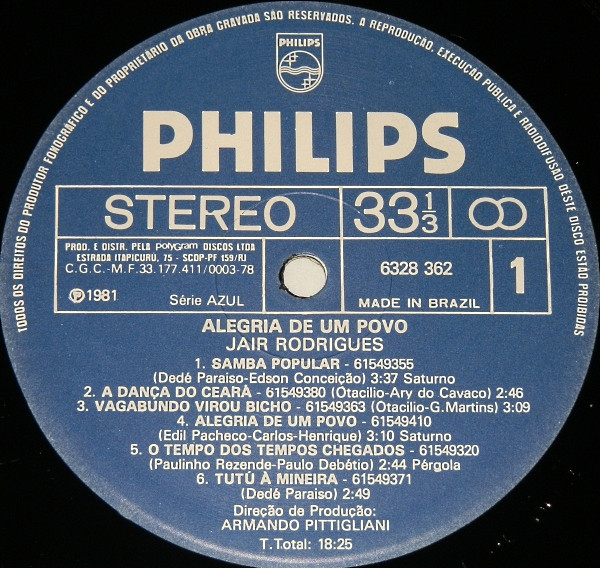 TODOS OS DIREITOS DO PRODUTOR FONOGRÁFICO E DO PROPRIETÁRIO DA OBRA GRAVADA SÃO RESERVADOS. A REPRODUÇÃO, EXECUÇÃO PÚBLICA E RADIODIFUSÃO DESTE DISCO ESTÃO PROIBIDAS
PHILIPS
PHILIPS
STEREO
33 1/3
PROD. E DISTR. PELA polygram DISCOS LTDA
ESTRADA ITAPICURÚ, 75 - SCDP-PF 159/RJ
C.G.C.-M.F.33.177.411/0003-78
Ⓟ1981
Série AZUL
6328 362
MADE IN BRAZIL
1
ALEGRIA DE UM POVO
JAIR RODRIGUES
1. SAMBA POPULAR - 61549355
(Dedé Paraiso-Edson Conceição) 3:37 Saturno
2. A DANÇA DO CEARÀ - 61549380 (Otacilio-Ary do Cavaco) 2:46
3. VAGABUNDO VIROU BICHO - 61549363 (Otacilio-G.Martins) 3:09
4. ALEGRIA DE UM POVO - 61549410
(Edil Pacheco-Carlos-Henrique) 3:10 Saturno
5. O TEMPO DOS TEMPOS CHEGADOS - 61549320
(Paulinho Rezende-Paulo Debétio) 2:44 Pérgola
6. TUTÚ À MINEIRA - 61549371
(Dedé Paraiso) 2:49
Direção de Produção:
ARMANDO PITTIGLIANI
T.Total: 18:25